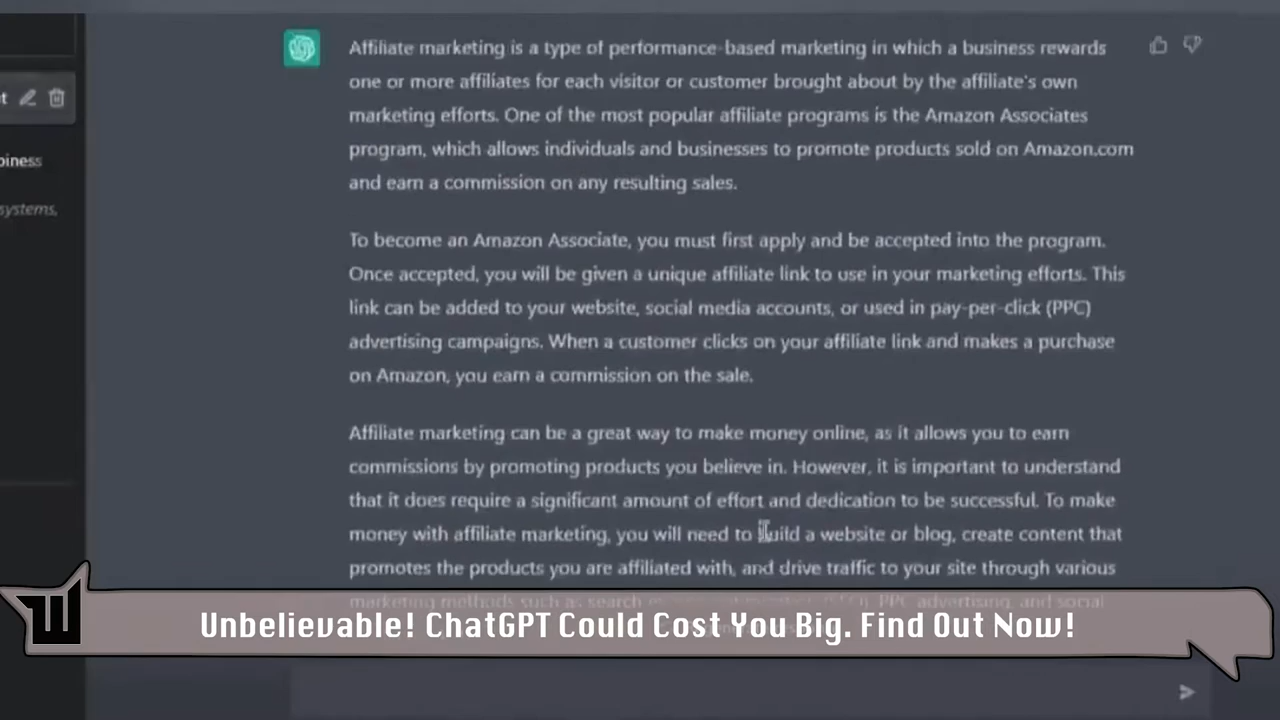 Affiliate marketing is a type of performance-based marketing in which a business rewards
one or more affiliates for each visitor or customer brought about by the affiliate's own
marketing efforts. One of the most popular affiliate programs is the Amazon Associates
program, which allows individuals and businesses to promote products sold on Amazon.com
and earn a commission on any resulting sales.
systems,
To become an Amazon Associate, you must first apply and be accepted into the program.
Once accepted, you will be given a unique affiliate link to use in your marketing efforts. This
link can be added to your website, social media accounts, or used in pay-per-click (PPC)
advertising campaigns. When a customer clicks on your affiliate link and makes a purchase
on Amazon, you earn a commission on the sale.
Affiliate marketing can be a great way to make money online, as it allows you to earn
commissions by promoting products you believe in. However, it is important to understand
that it does require a significant amount of effort and dedication to be successful. To make
money with affiliate marketing, you will need to build a website or blog, create content that
promotes the products you are affiliated with, and drive traffic to your site through various
marketing methods such as search PPC advertising, and social
Unbelievable! ChatGPT Could Cost You Big. Find Out Now!